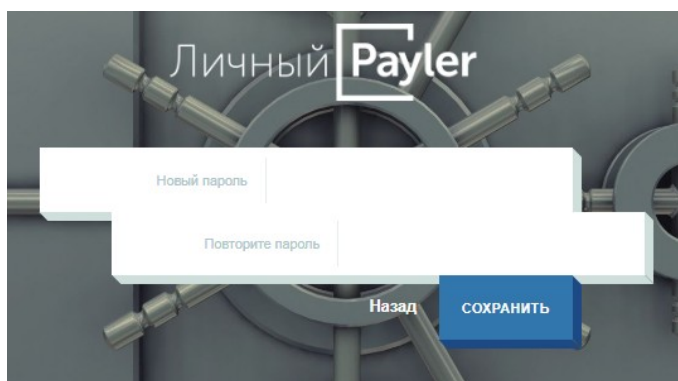 Личный Payler
Новый пароль
Повторите пароль
Назад СОХРАНИТЬ